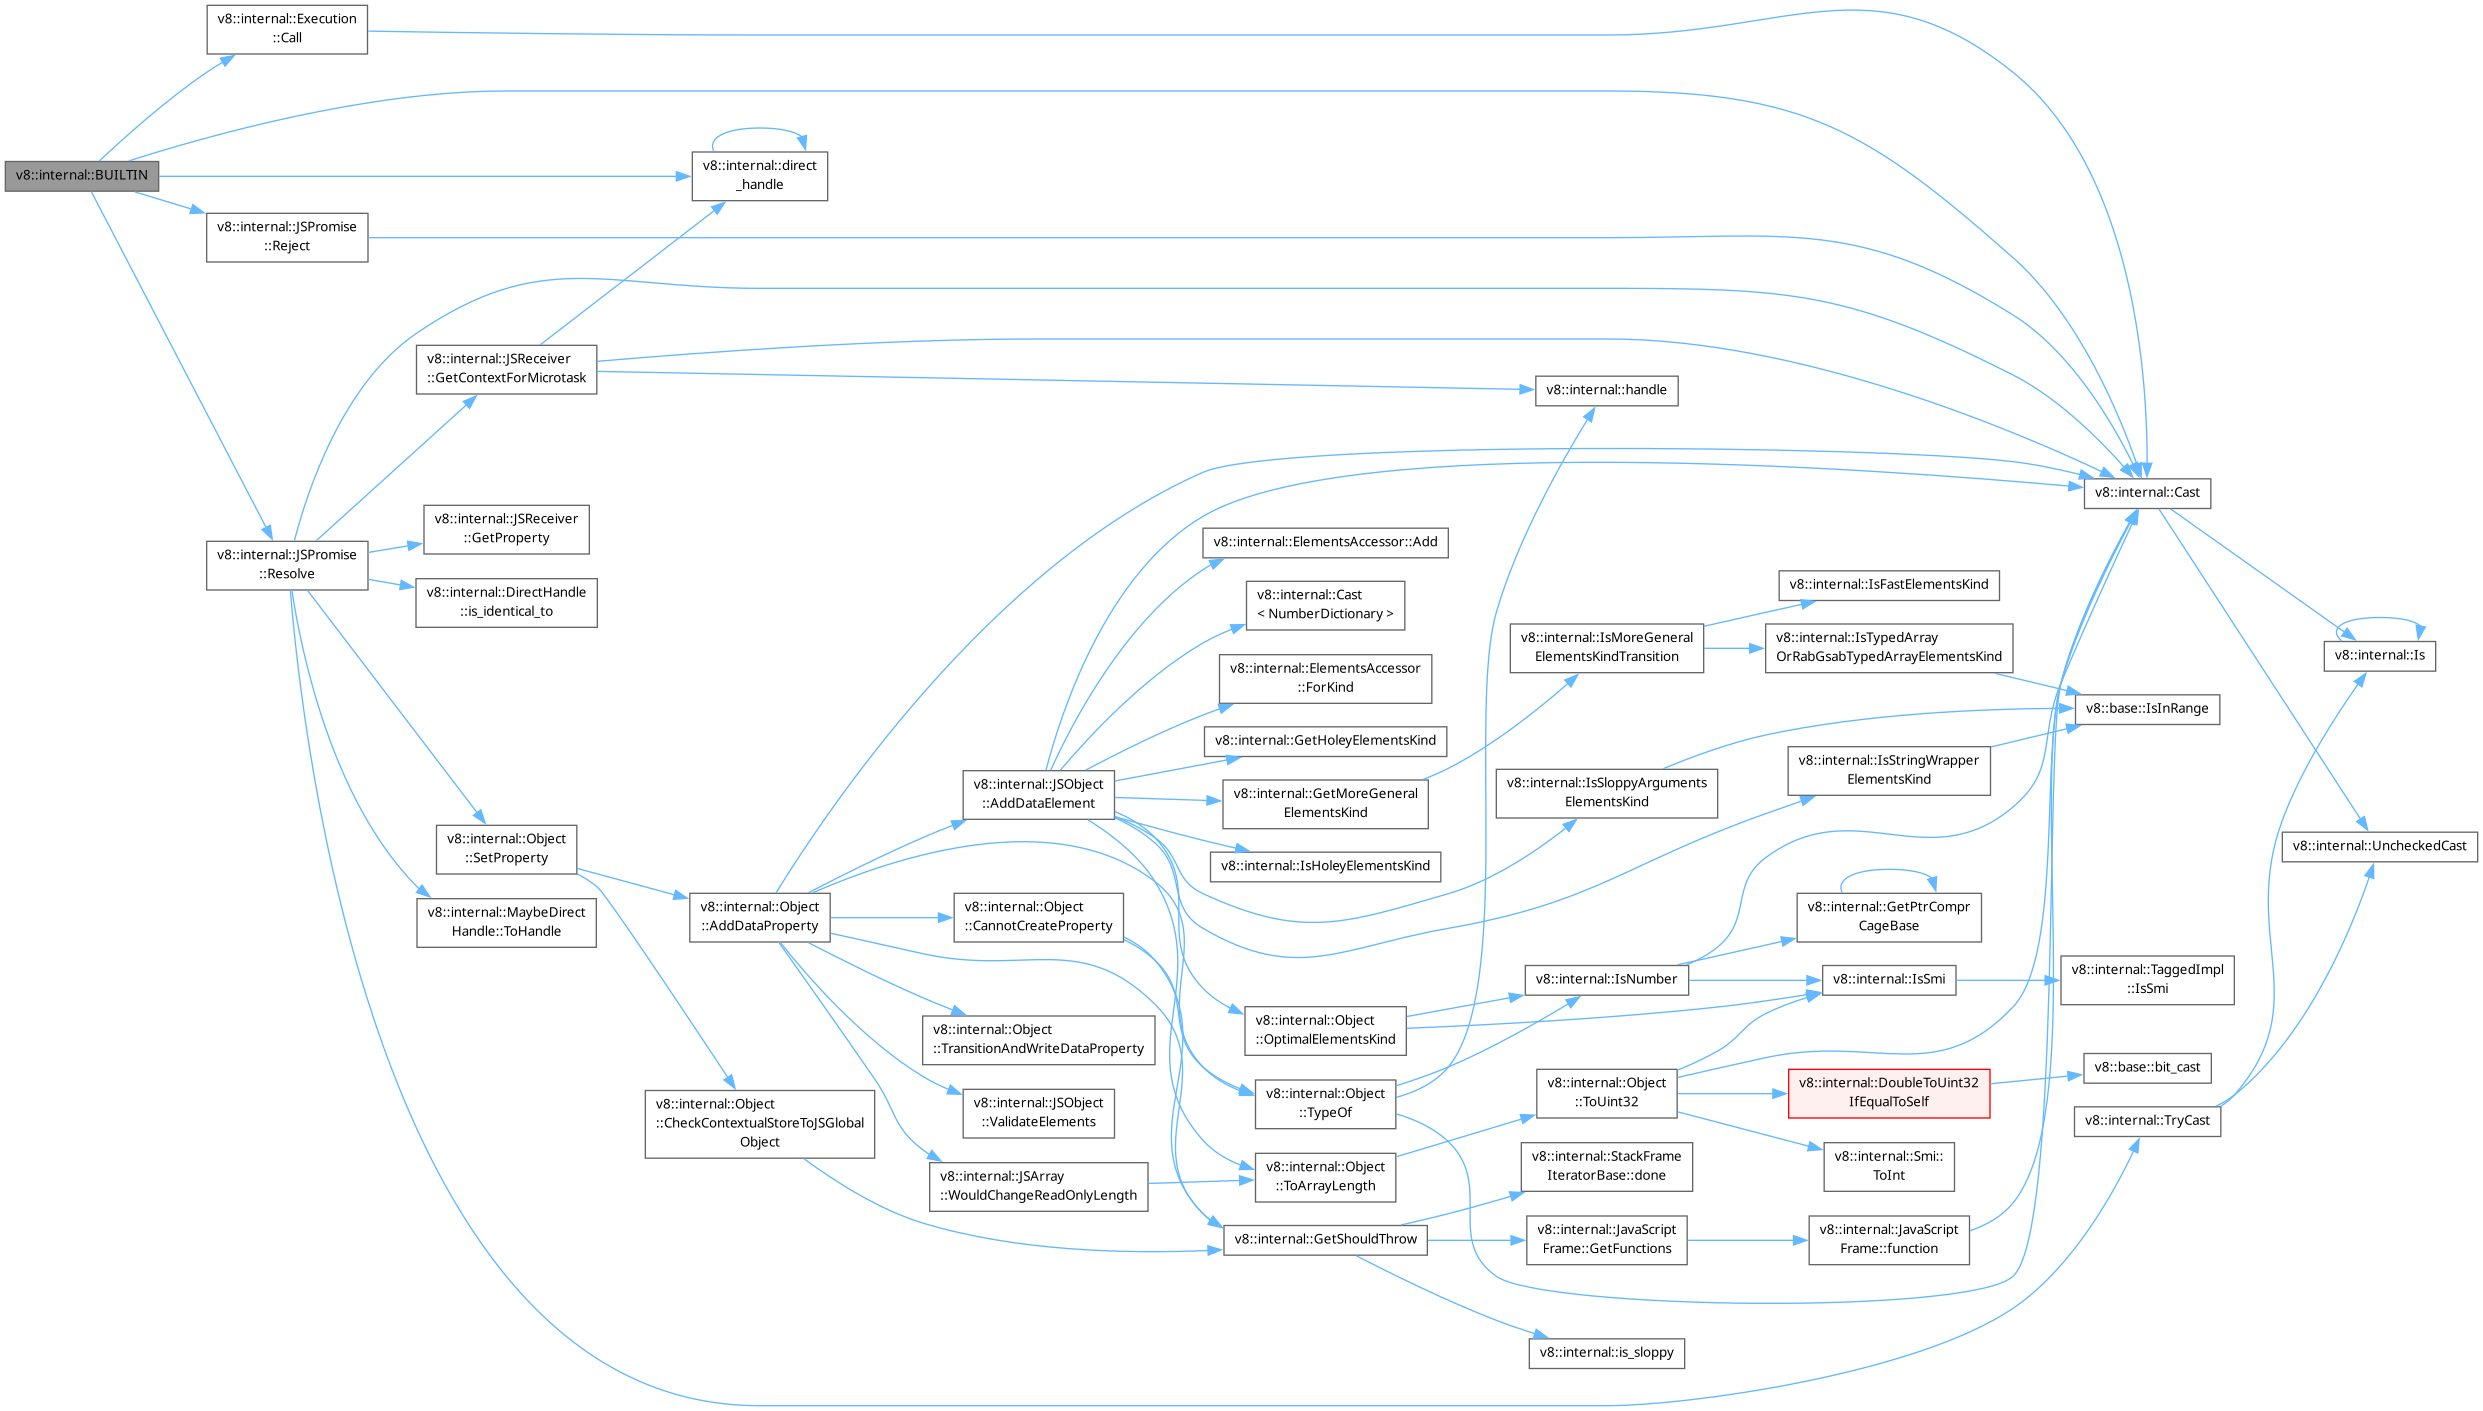 v8::internal::BUILTIN
v8::internal::Execution
::Call
v8::internal::direct
_handle
v8::internal::JSPromise
::Reject
v8::internal::JSPromise
::Resolve
v8::internal::JSReceiver
::GetContextForMicrotask
v8::internal::JSReceiver
::GetProperty
v8::internal::DirectHandle
::is_identical_to
v8::internal::Object
::SetProperty
v8::internal::MaybeDirect
Handle::ToHandle
v8::internal::Object
::AddDataProperty
v8::internal::Object
::CheckContextualStoreToJSGlobal
Object
v8::internal::JSObject
::AddDataElement
v8::internal::Object
::CannotCreateProperty
v8::internal::Object
::TransitionAndWriteDataProperty
v8::internal::JSObject
::ValidateElements
v8::internal::JSArray
::WouldChangeReadOnlyLength
v8::internal::ElementsAccessor::Add
v8::internal::Cast
< NumberDictionary >
v8::internal::ElementsAccessor
::ForKind
v8::internal::GetHoleyElementsKind
v8::internal::GetMoreGeneral
ElementsKind
v8::internal::IsHoleyElementsKind
v8::internal::Object
::OptimalElementsKind
v8::internal::Object
::TypeOf
v8::internal::Object
::ToArrayLength
v8::internal::GetShouldThrow
v8::internal::handle
v8::internal::IsMoreGeneral
ElementsKindTransition
v8::internal::IsSloppyArguments
ElementsKind
v8::internal::IsNumber
v8::internal::Object
::ToUint32
v8::internal::StackFrame
IteratorBase::done
v8::internal::JavaScript
Frame::GetFunctions
v8::internal::is_sloppy
v8::internal::IsFastElementsKind
v8::internal::IsTypedArray
OrRabGsabTypedArrayElementsKind
v8::internal::IsStringWrapper
ElementsKind
v8::internal::GetPtrCompr
CageBase
v8::internal::IsSmi
v8::internal::DoubleToUint32
IfEqualToSelf
v8::internal::Smi::
ToInt
v8::internal::JavaScript
Frame::function
v8::internal::Cast
v8::base::IsInRange
v8::internal::TaggedImpl
::IsSmi
v8::base::bit_cast
v8::internal::TryCast
v8::internal::Is
v8::internal::UncheckedCast